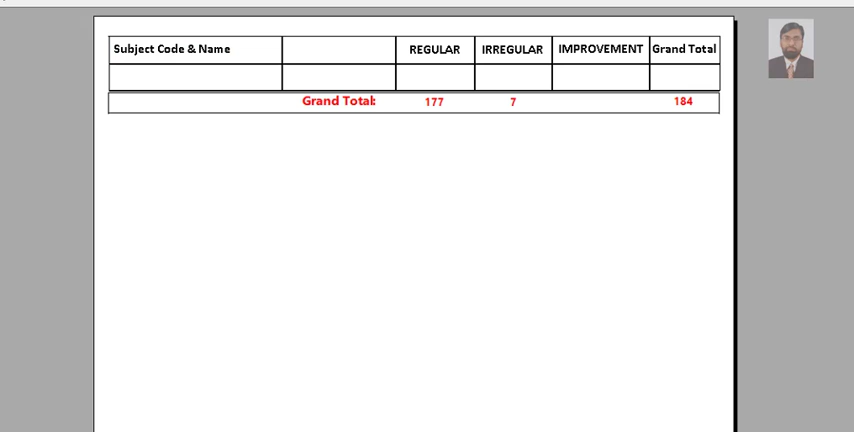 Subject Code & Name REGULAR IRREGULAR IMPROVEMENT Grand Total
Grand Total: 177 7 184